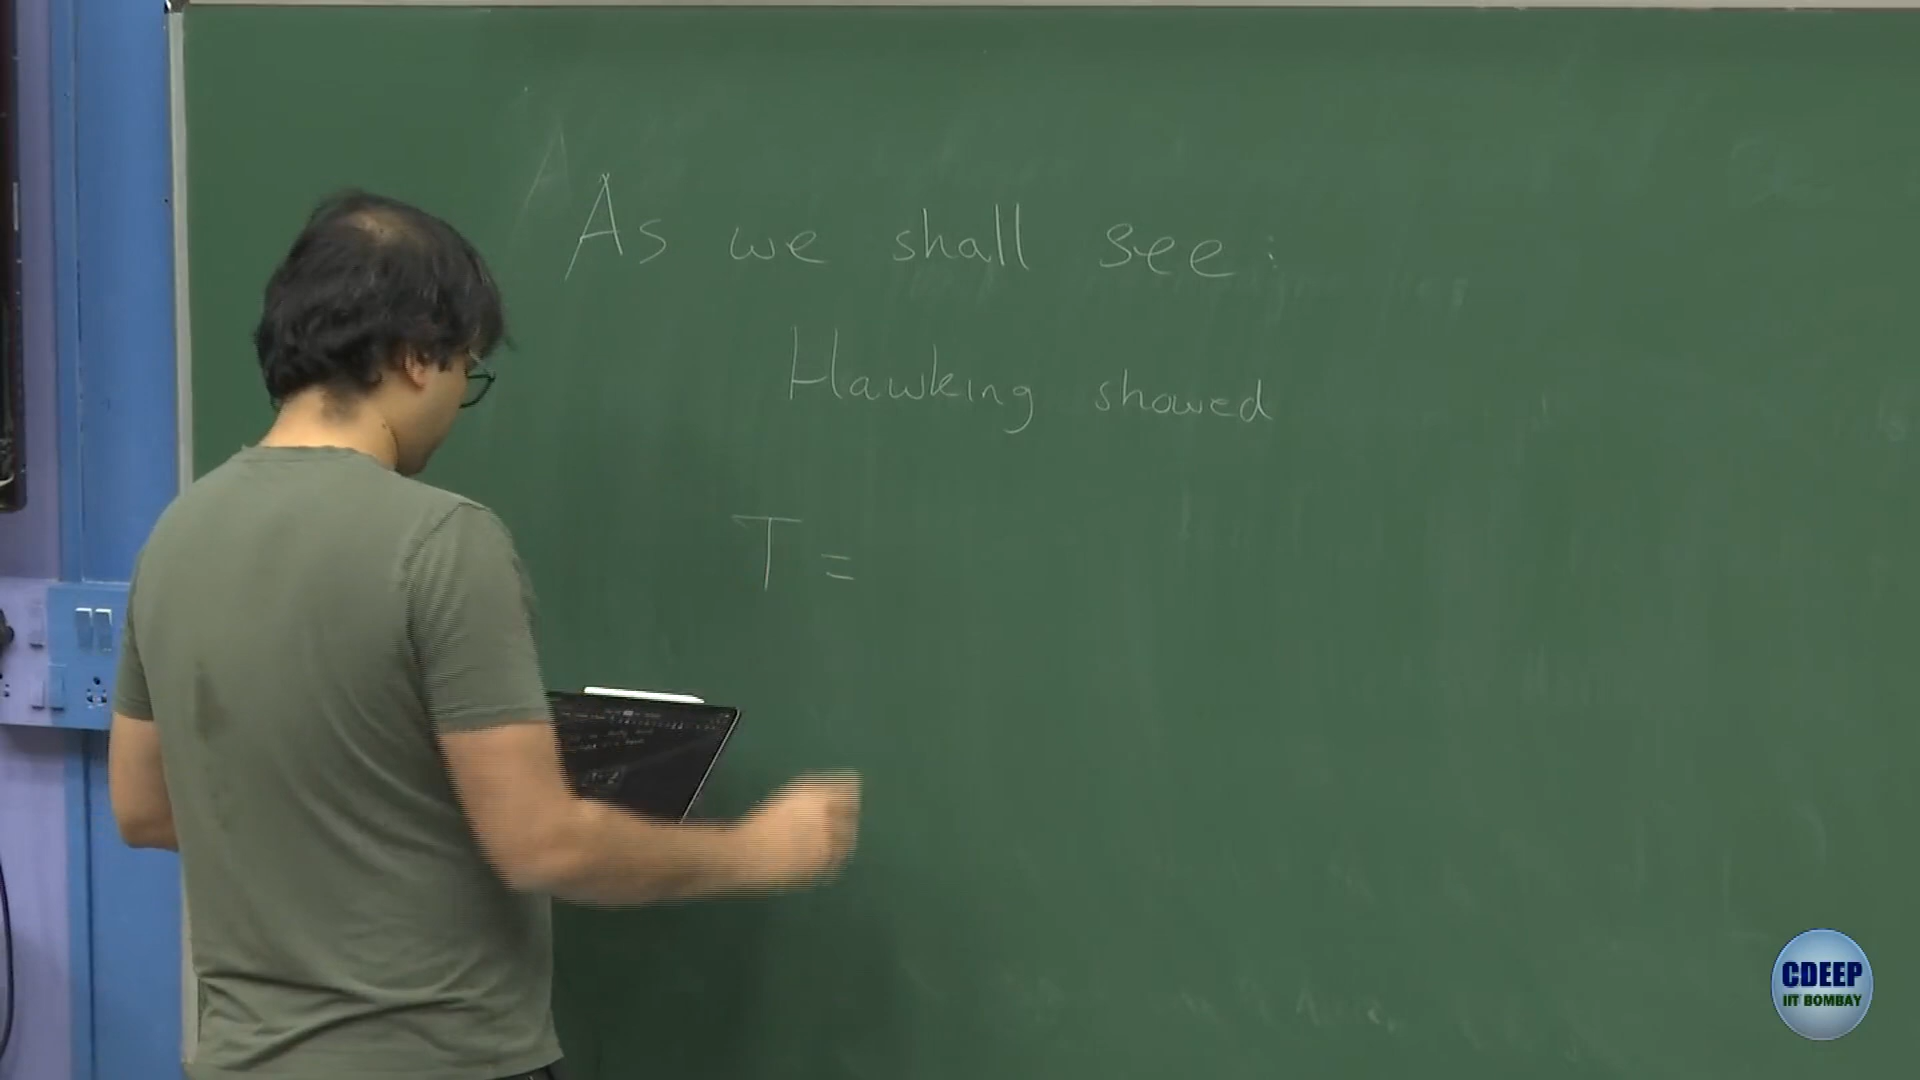 As we shall see:
Hawking showed
T =
CDEEP
IIT BOMBAY